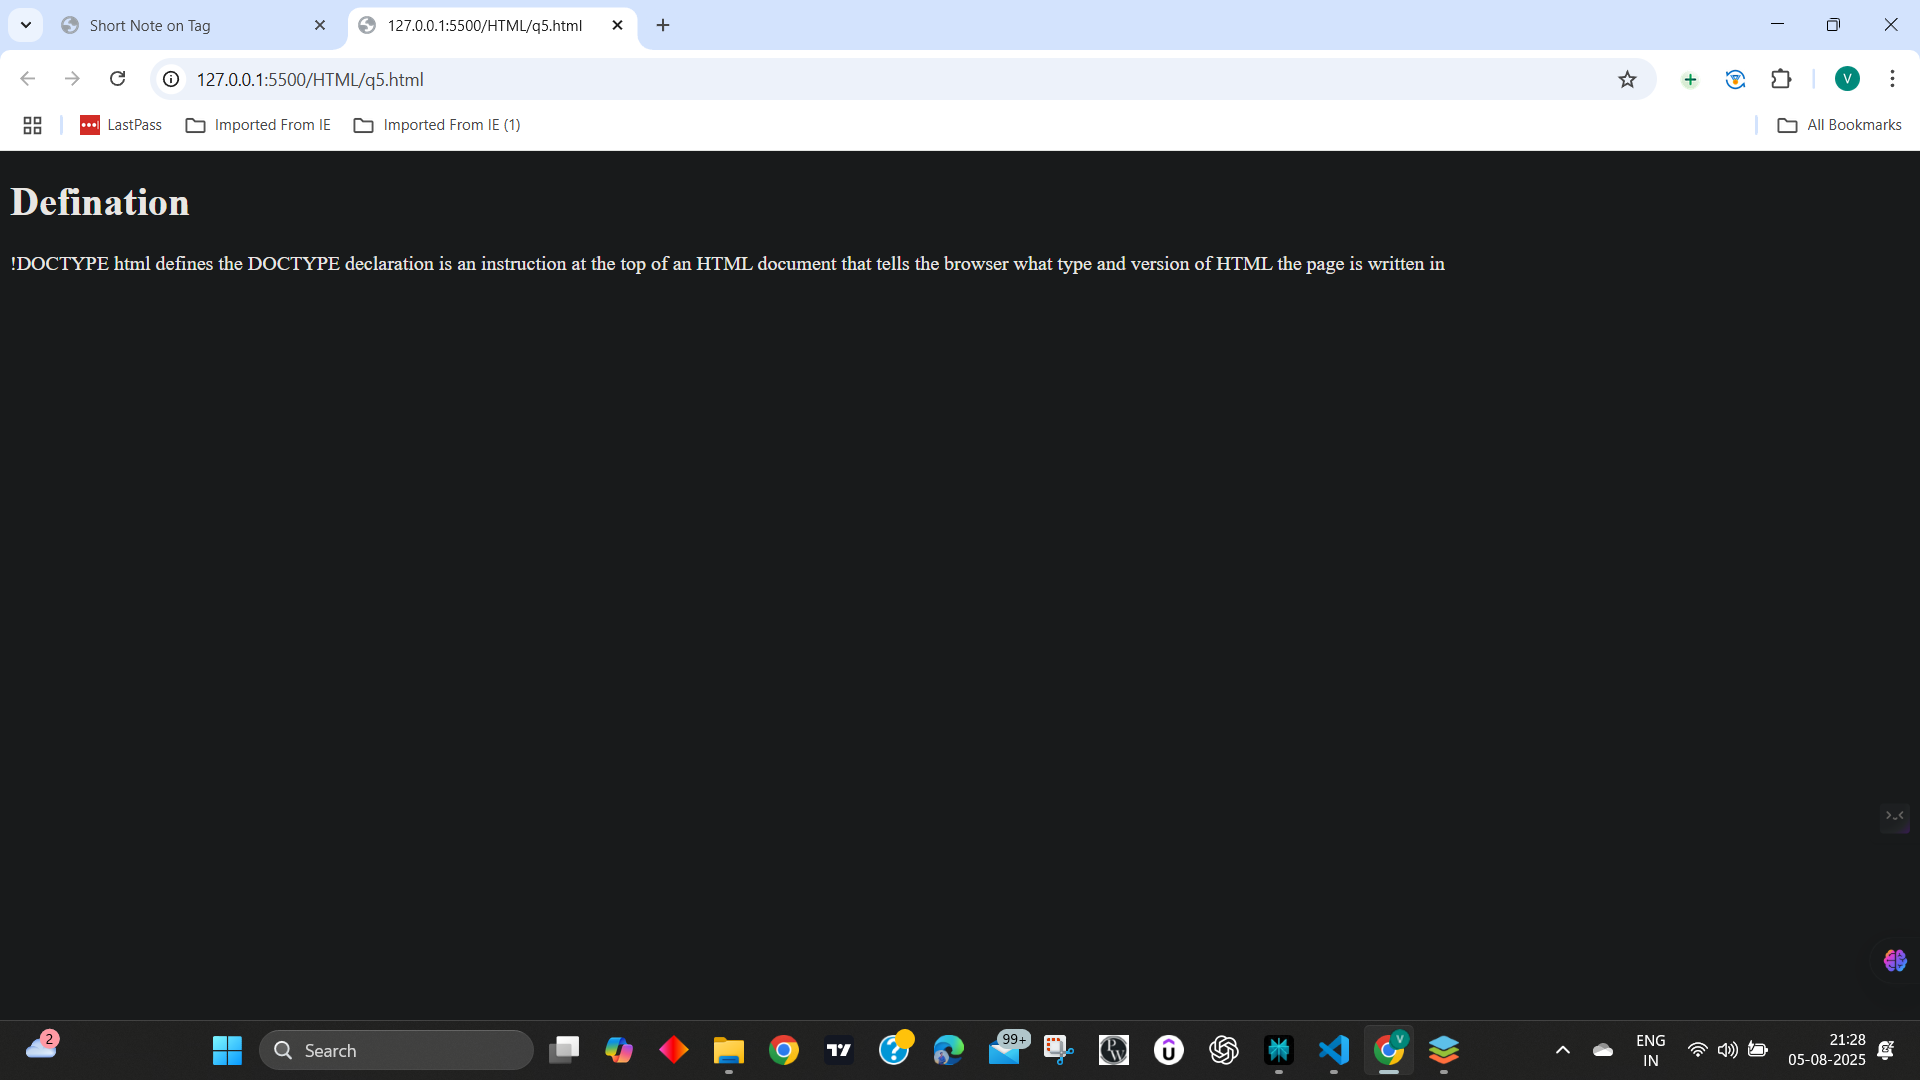 Short Note on Tag
127.0.0.1:5500/HTML/q5.html
127.0.0.1:5500/HTML/q5.html
V
LastPass
Imported From IE
Imported From IE (1)
All Bookmarks
Defination
!DOCTYPE html defines the DOCTYPE declaration is an instruction at the top of an HTML document that tells the browser what type and version of HTML the page is written in
2
Search
99+
PW
V
ENG
IN
21:28
05-08-2025